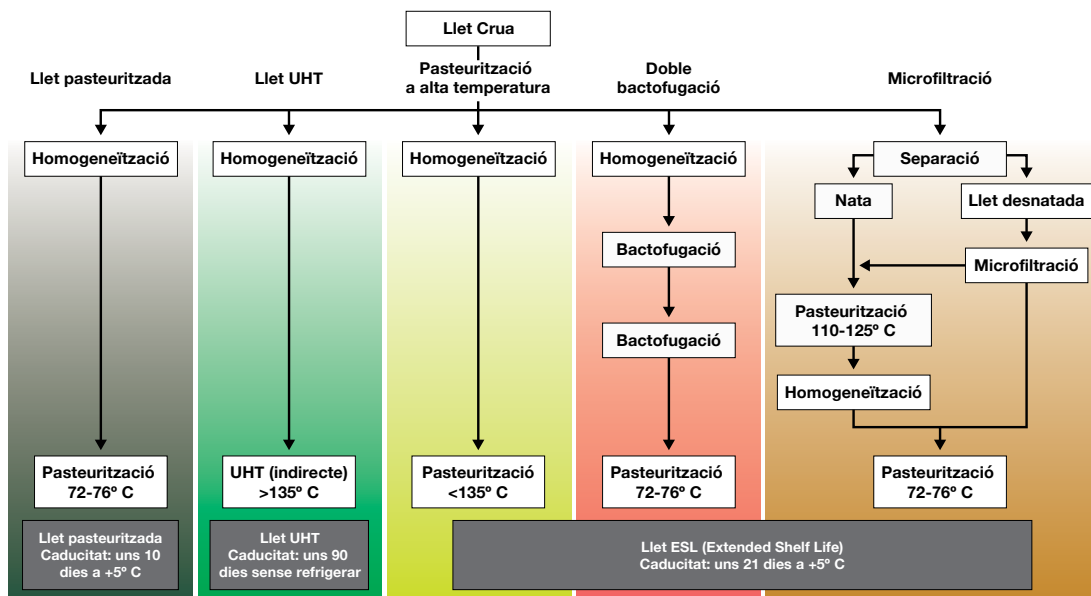 Llet Crua
Llet pasteuritzada
Llet UHT
Pasteurització
a alta temperatura
Doble
bactofugació
Microfiltració
Homogeneïtzació
Homogeneïtzació
Homogeneïtzació
Homogeneïtzació
Separació
Nata
Llet desnatada
Bactofugació
Microfiltració
Pasteurització
110-125º C
Bactofugació
Homogeneïtzació
Pasteurització
72-76º C
UHT (indirecte)
>135º C
Pasteurització
<135º C
Pasteurització
72-76º C
Pasteurització
72-76º C
Llet pasteuritzada
Caducitat: uns 10
dies a +5º C
Llet UHT
Caducitat: uns 90
dies sense refrigerar
Llet ESL (Extended Shelf Life)
Caducitat: uns 21 dies a +5º C